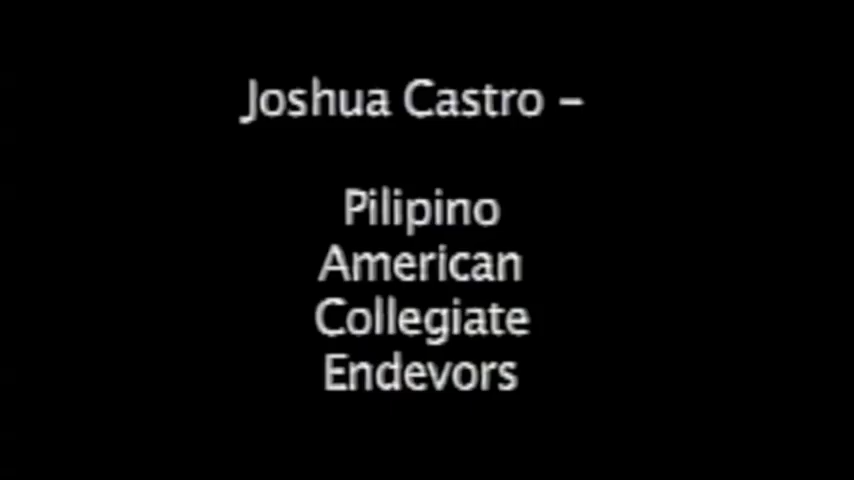 Joshua Castro –
Pilipino
American
Collegiate
Endevors